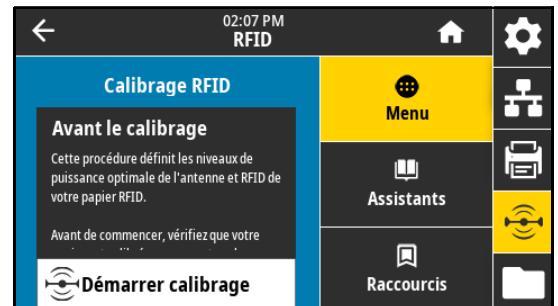 02:07 PM
RFID
Calibrage RFID
Avant le calibrage
Cette procédure définit les niveaux de
puissance optimale de l'antenne et RFID de
votre papier RFID.
Avant de commencer, vérifiez que votre
Démarrer calibrage
Menu
Assistants
Raccourcis